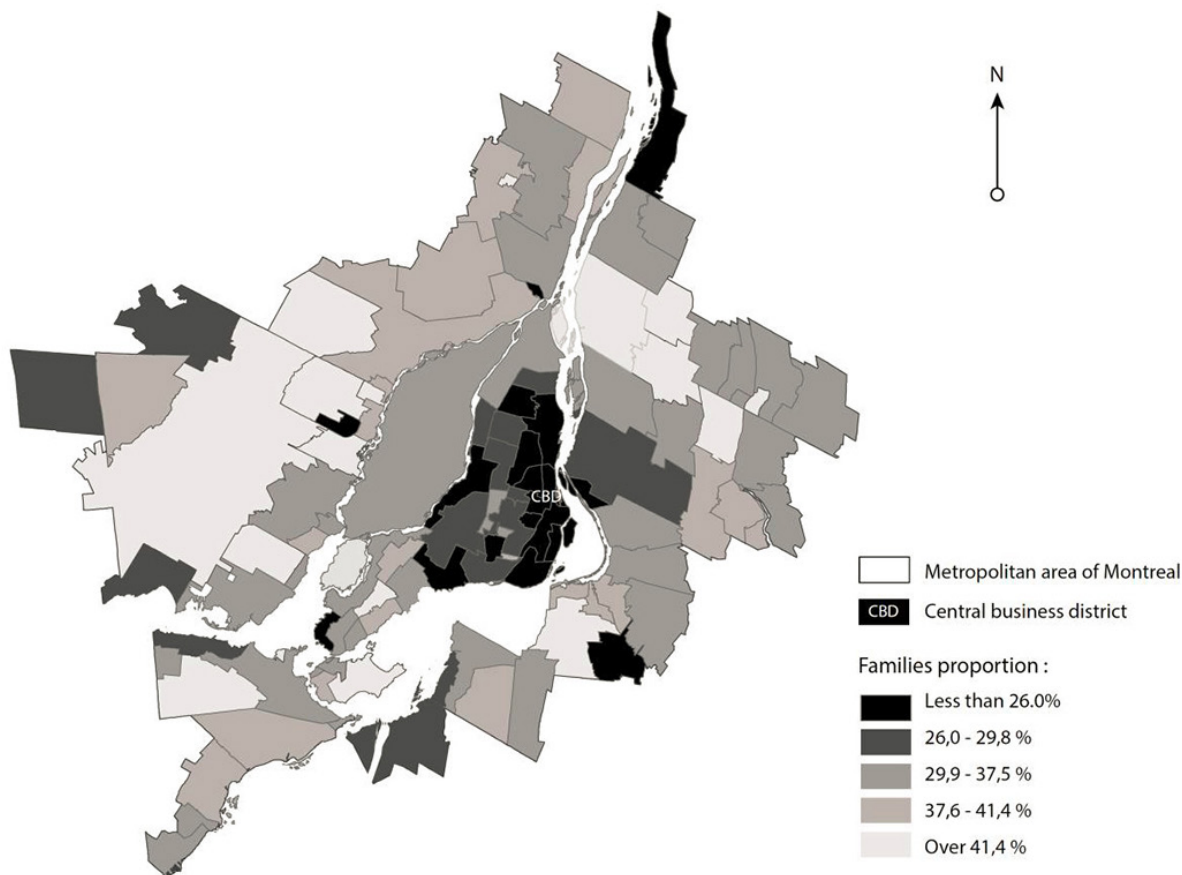 N
CBD
Metropolitan area of Montreal
CBD Central business district
Families proportion :
Less than 26.0%
26,0 - 29,8 %
29,9 - 37,5 %
37,6 - 41,4 %
Over 41,4 %